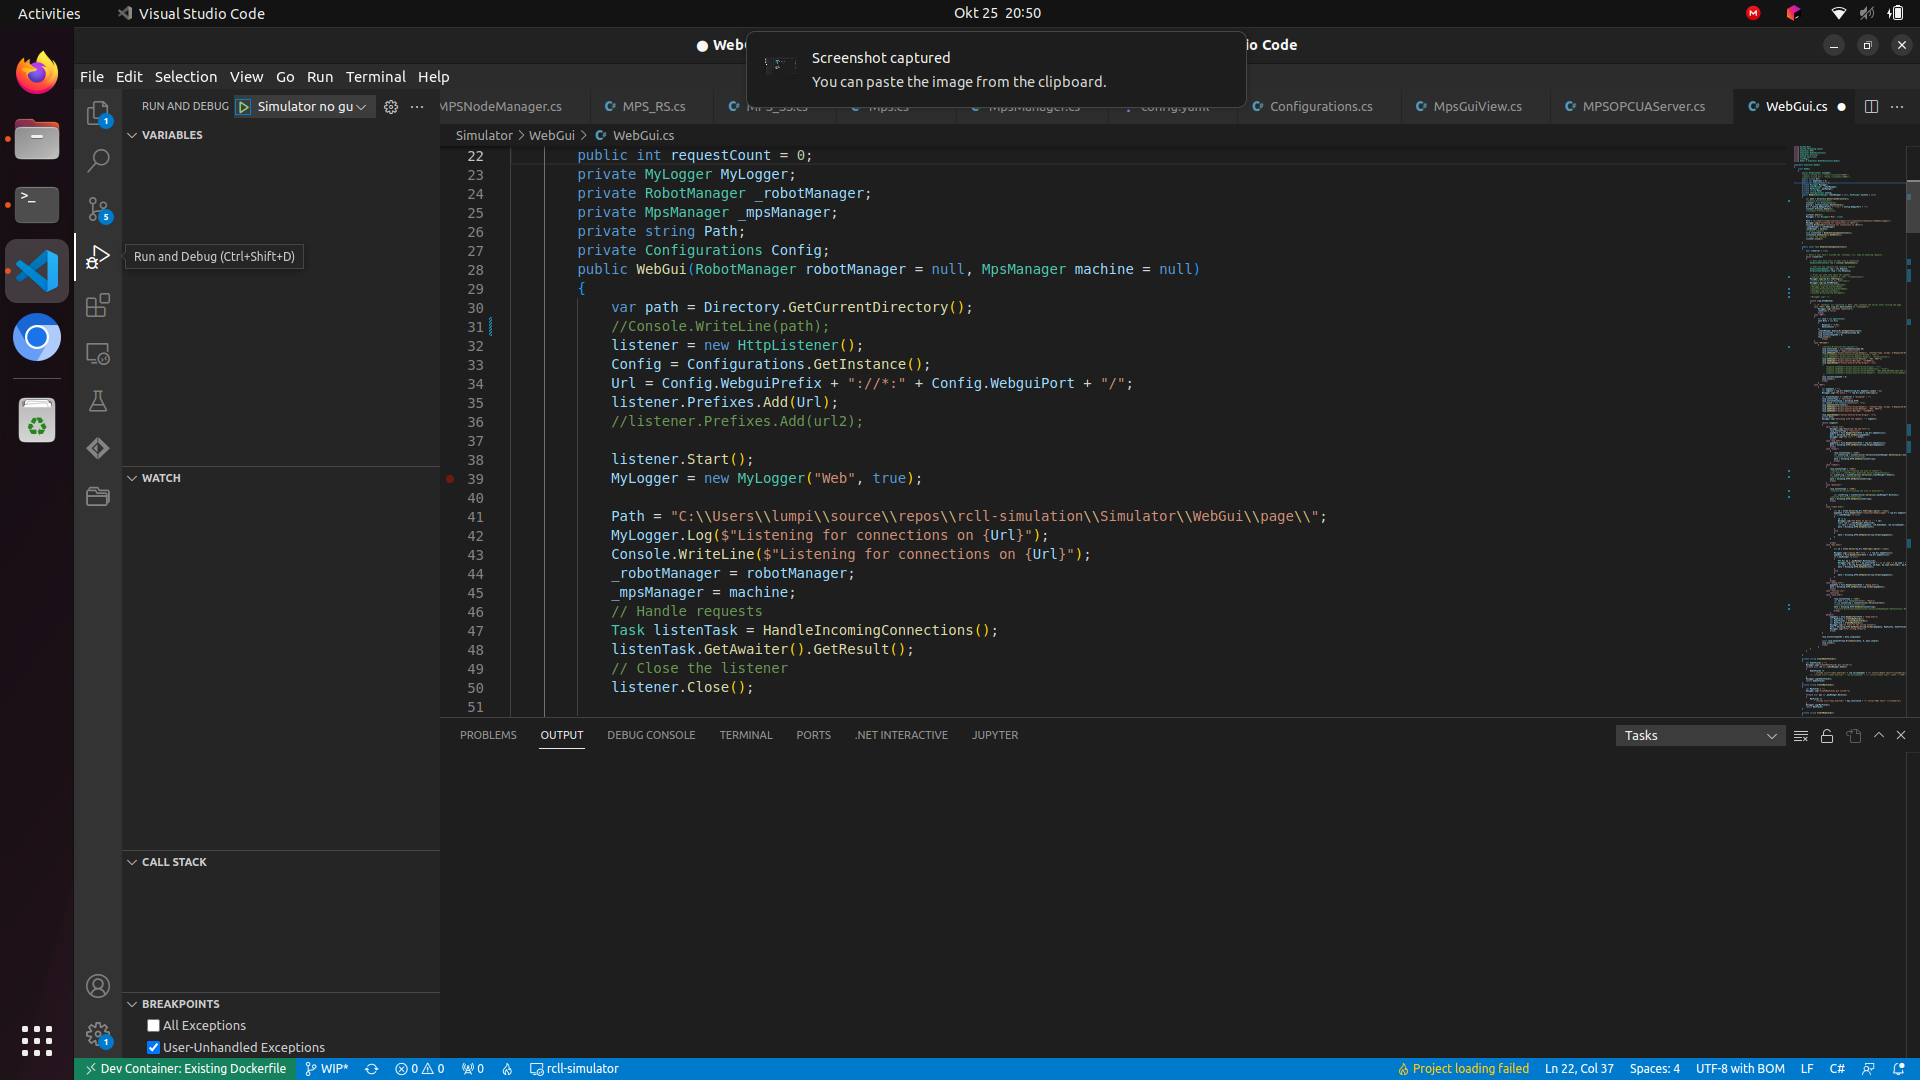 Activities
Visual Studio Code
Okt 25 20:50
Screenshot captured
You can paste the image from the clipboard.
File Edit Selection View Go Run Terminal Help
RUN AND DEBUG
Simulator no gu
MPSNodeManager.cs
MPS_RS.cs
Configurations.cs
MpsGuiView.cs
MPSOPCUAServer.cs
WebGui.cs
VARIABLES
Simulator > WebGui > WebGui.cs
Run and Debug (Ctrl+Shift+D)
22 public int requestCount = 0;
23 private MyLogger MyLogger;
24 private RobotManager _robotManager;
25 private MpsManager _mpsManager;
26 private string Path;
27 private Configurations Config;
28 public WebGui(RobotManager robotManager = null, MpsManager machine = null)
29 {
30 var path = Directory.GetCurrentDirectory();
31 //Console.WriteLine(path);
32 listener = new HttpListener();
33 Config = Configurations.GetInstance();
34 Url = Config.WebguiPrefix + "://*:" + Config.WebguiPort + "/";
35 listener.Prefixes.Add(Url);
36 //listener.Prefixes.Add(url2);
37
38 listener.Start();
39 MyLogger = new MyLogger("Web", true);
40
41 Path = "C:\\Users\\lumpi\\source\\repos\\rcll-simulation\\Simulator\\WebGui\\page\\";
42 MyLogger.Log($"Listening for connections on {Url}");
43 Console.WriteLine($"Listening for connections on {Url}");
44 _robotManager = robotManager;
45 _mpsManager = machine;
46 // Handle requests
47 Task listenTask = HandleIncomingConnections();
48 listenTask.GetAwaiter().GetResult();
49 // Close the listener
50 listener.Close();
51
WATCH
CALL STACK
BREAKPOINTS
All Exceptions
User-Unhandled Exceptions
PROBLEMS OUTPUT DEBUG CONSOLE TERMINAL PORTS .NET INTERACTIVE JUPYTER
Tasks
Dev Container: Existing Dockerfile
WIP*
0 0
0
rcll-simulator
Project loading failed
Ln 22, Col 37
Spaces: 4
UTF-8 with BOM
LF
C#